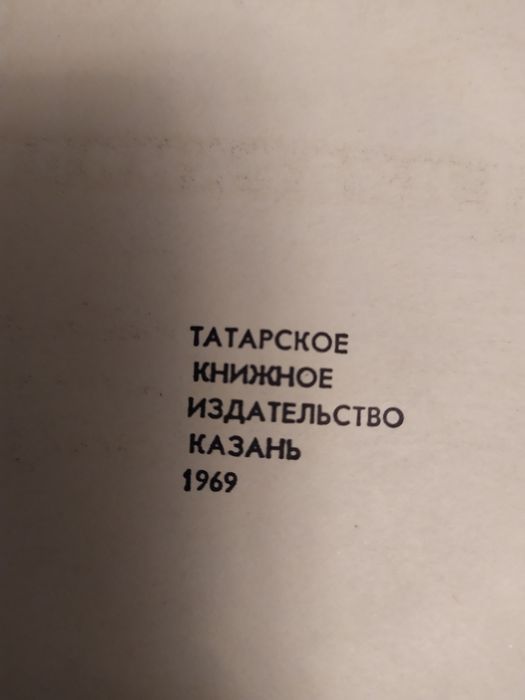 ТАТАРСКОЕ
КНИЖНОЕ
ИЗДАТЕЛЬСТВО
КАЗАНЬ
1969